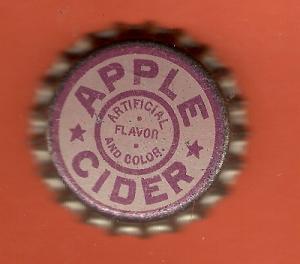 APPLE
ARTIFICIAL
FLAVOR
AND COLOR.
CIDER